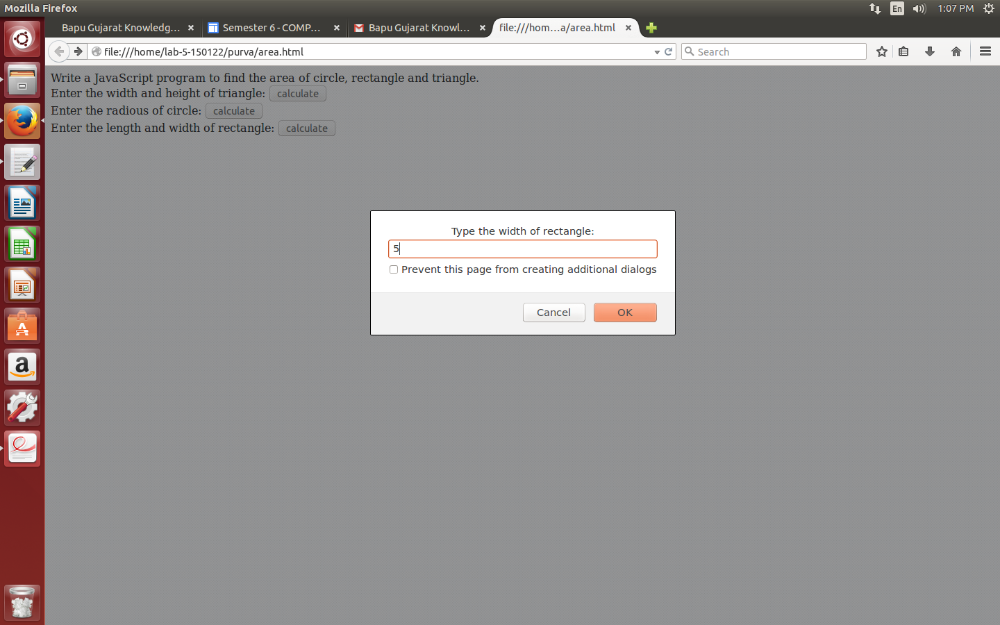 Mozilla Firefox
En
1:07 PM
Bapu Gujarat Knowledg...
Semester 6 - COMP...
Bapu Gujarat Knowl...
file:///hom...a/area.html
file:///home/lab-5-150122/purva/area.html
Search
Write a JavaScript program to find the area of circle, rectangle and triangle.
Enter the width and height of triangle: calculate
Enter the radious of circle: calculate
Enter the length and width of rectangle: calculate
Type the width of rectangle:
5
Prevent this page from creating additional dialogs
Cancel
OK